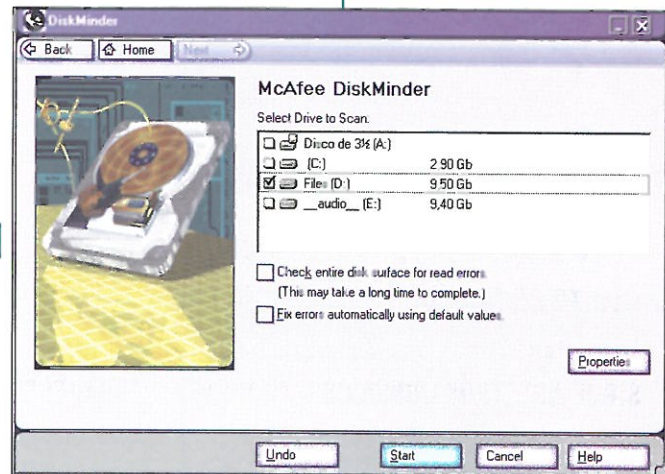 DiskMinder
Back Home Next
McAfee DiskMinder
Select Drive to Scan.
Disco de 3½ (A:)
(C:) 2.90 Gb
Files (D:) 9.50 Gb
__audio__ (E:) 9,40 Gb
Check entire disk surface for read errors.
(This may take a long time to complete.)
Fix errors automatically using default values.
Properties
Undo Start Cancel Help